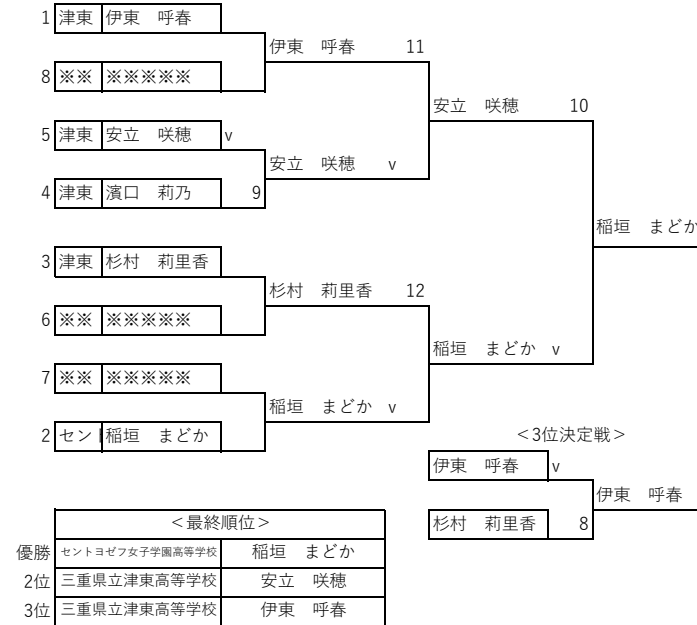 1 津東 伊東　呼春
伊東　呼春 11
8 ※※ ※※※※※
安立　咲穂 10
5 津東 安立　咲穂 v
安立　咲穂 v
4 津東 濱口　莉乃 9
稲垣　まどか
3 津東 杉村　莉里香
杉村　莉里香 12
6 ※※ ※※※※※
稲垣　まどか v
7 ※※ ※※※※※
稲垣　まどか v
2 セント 稲垣　まどか
＜3位決定戦＞
伊東　呼春 v
伊東　呼春
杉村　莉里香 8
＜最終順位＞
優勝 セントヨゼフ女子学園高等学校 稲垣　まどか
2位 三重県立津東高等学校 安立　咲穂
3位 三重県立津東高等学校 伊東　呼春